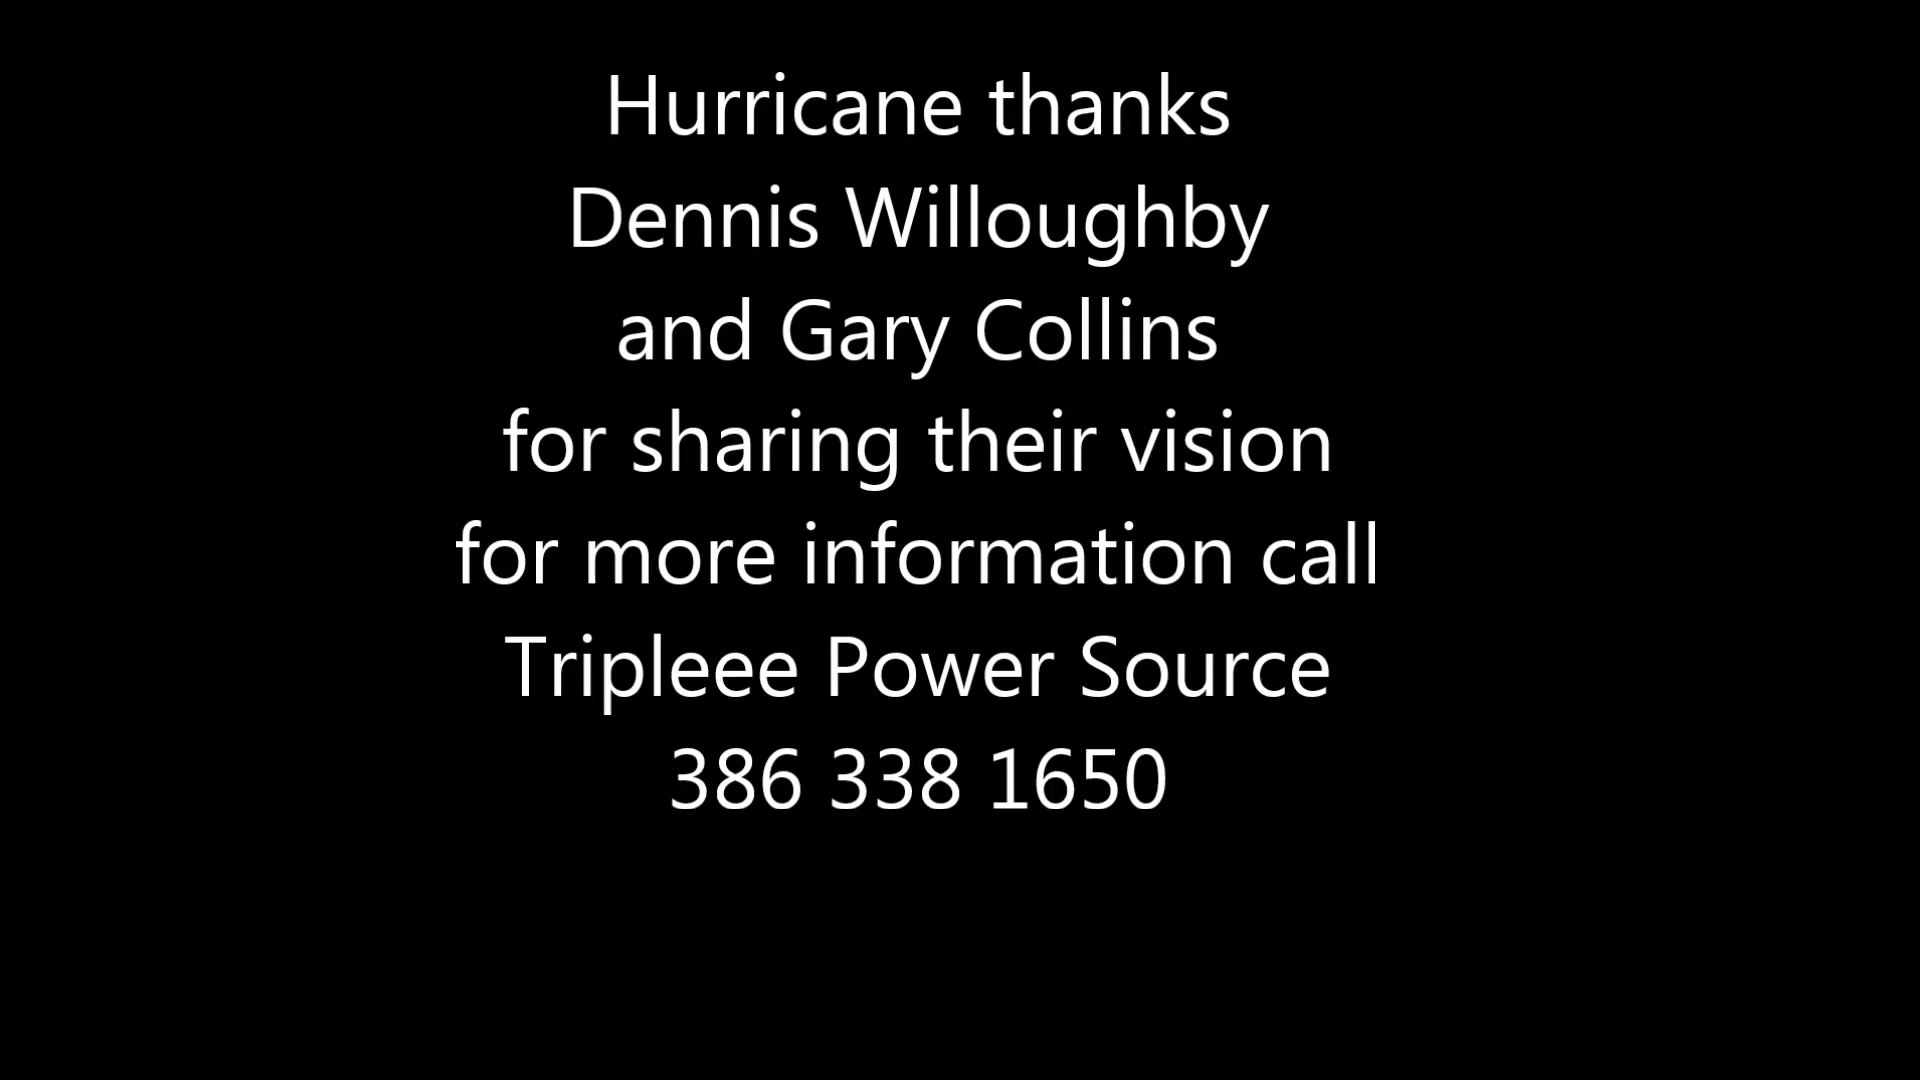 Hurricane thanks
Dennis Willoughby
and Gary Collins
for sharing their vision
for more information call
Tripleee Power Source
386 338 1650